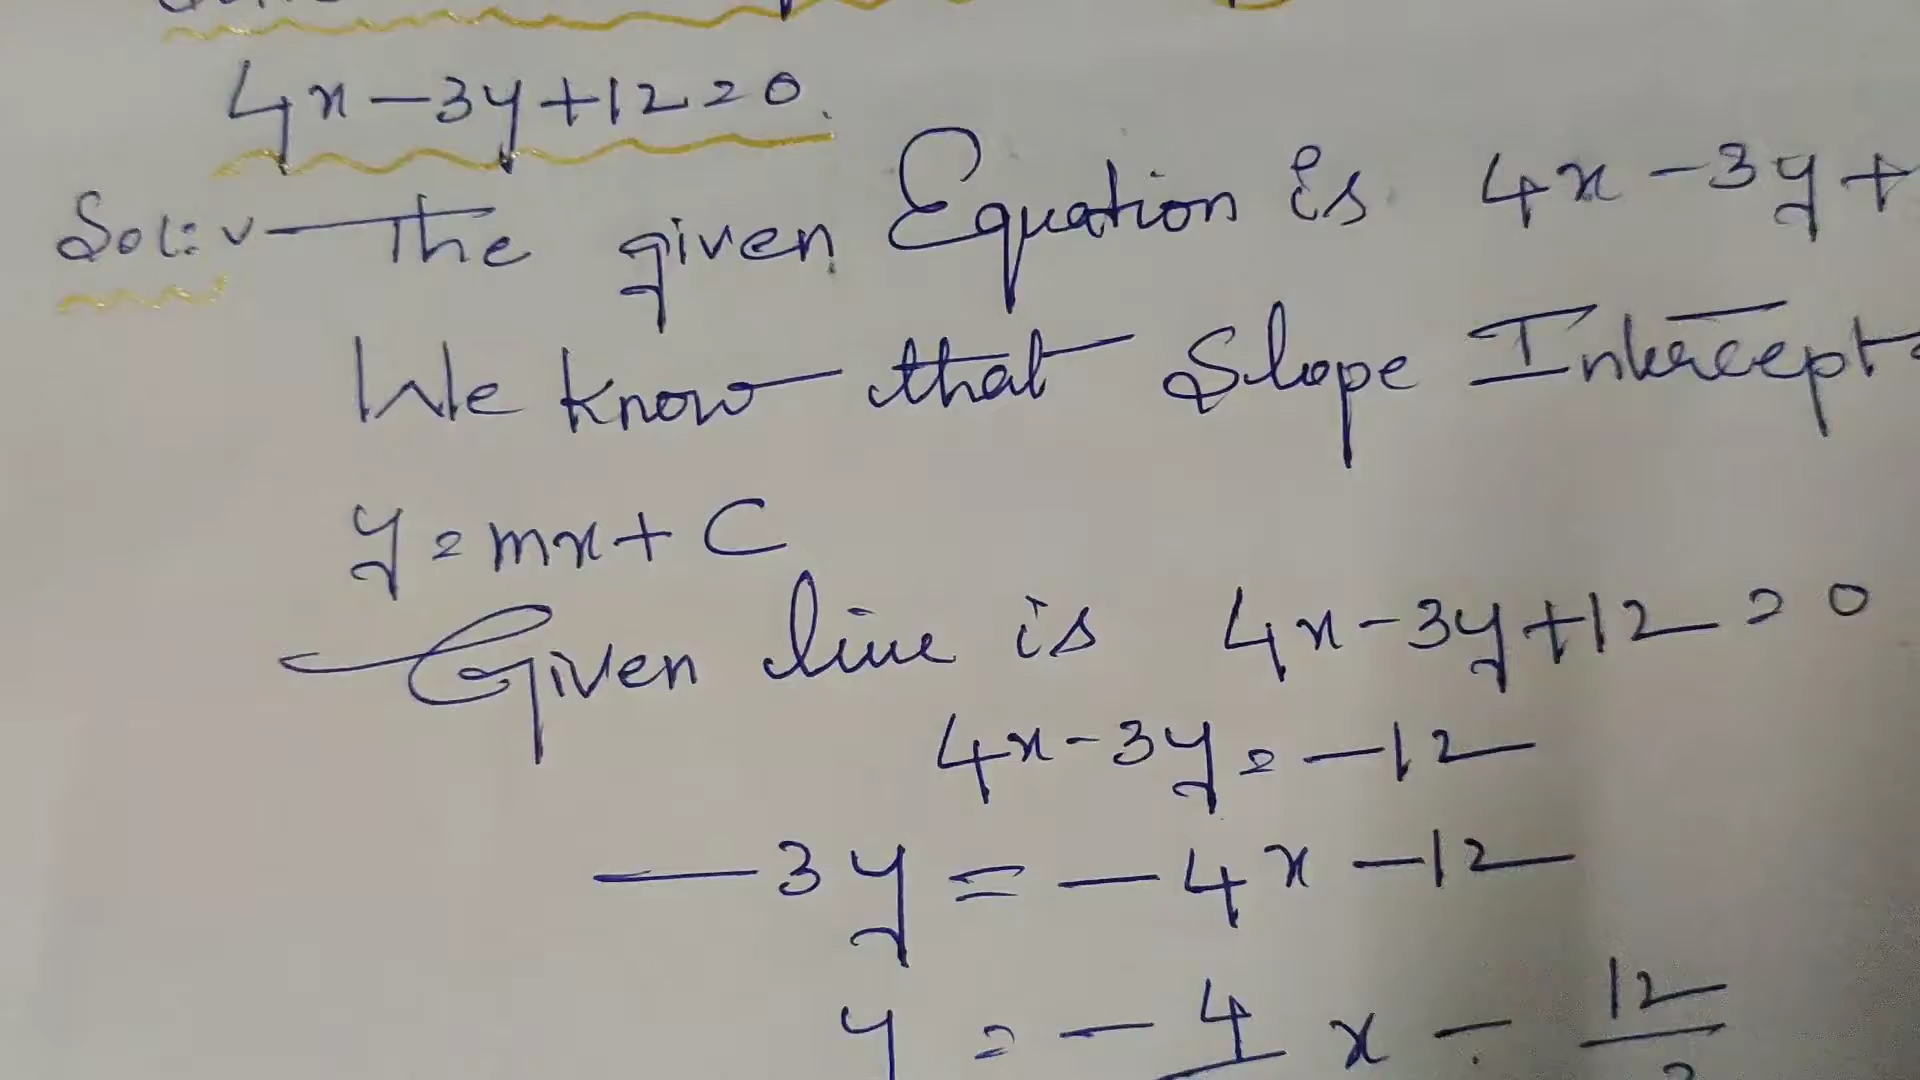 4x-3y+12=0.
Sol:- The given Equation is 4x-3y+
We know that Slope Intercept
y=mx+C
Given line is 4x-3y+12=0
4x-3y=-12
-3y=-4x-12
y=-4/ x - 12/